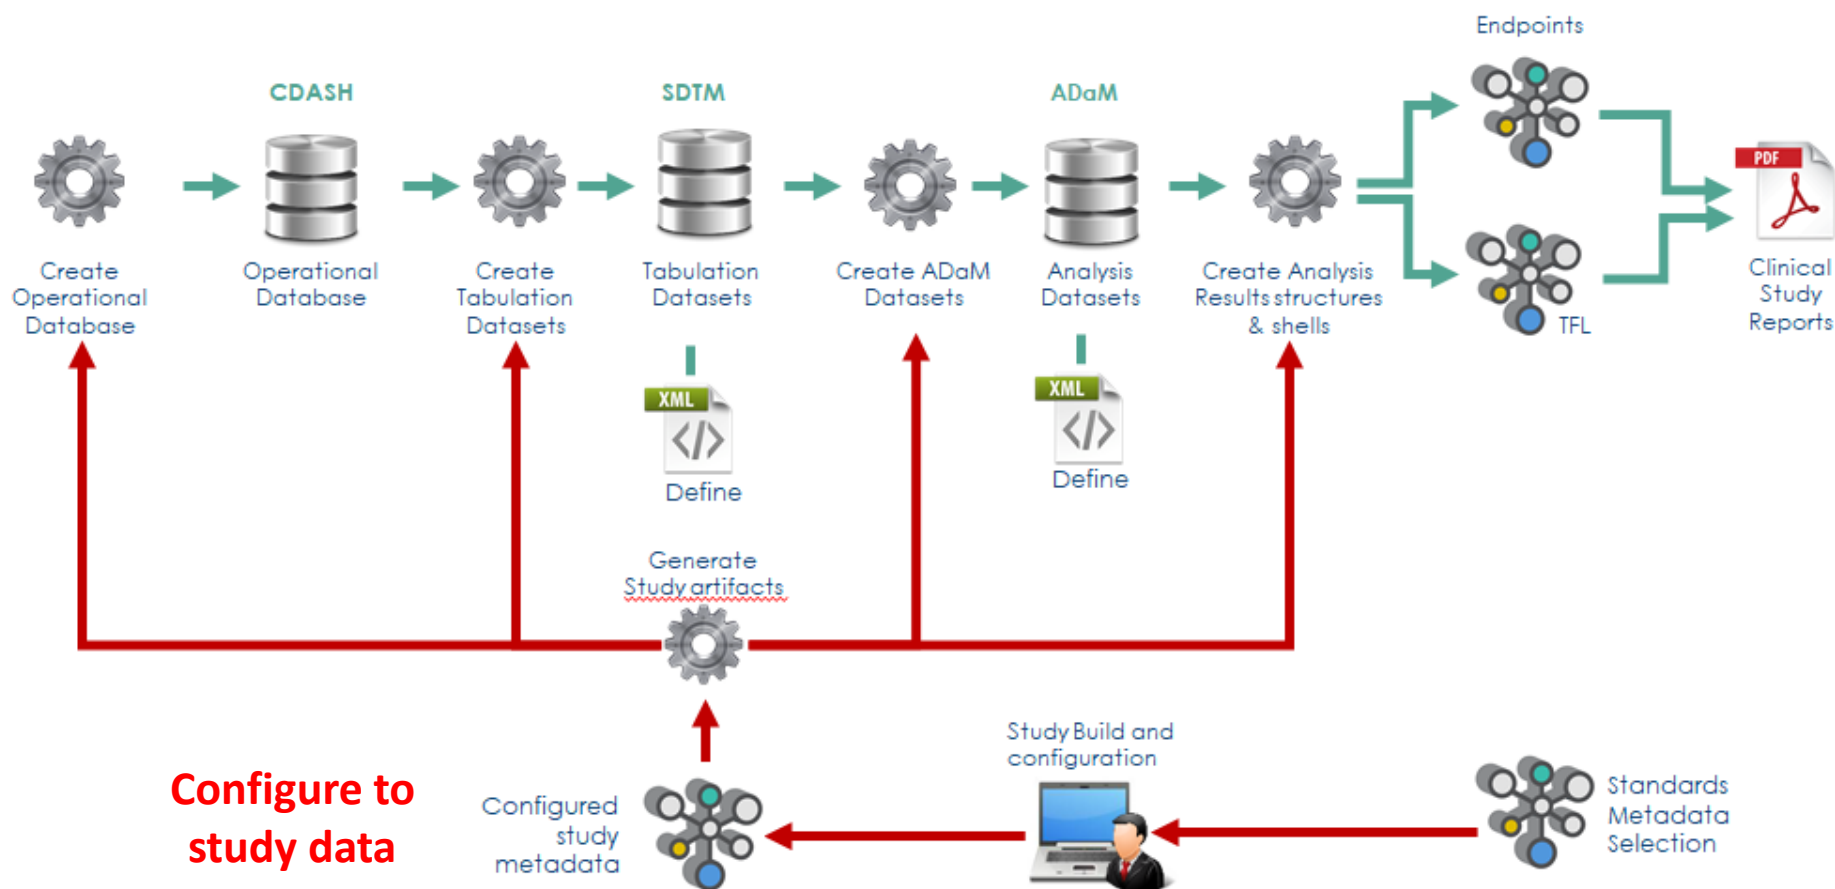 Endpoints
CDASH
SDTM
ADaM
PDF
Create
Operational
Database
Operational
Database
Create
Tabulation
Datasets
Tabulation
Datasets
Create ADaM
Datasets
Analysis
Datasets
Create Analysis
Results structures
& shells
TFL
Clinical
Study
Reports
XML
</>
Define
XML
</>
Define
Generate
Study artifacts
Configure to
study data
Configured
study
metadata
Study Build and
configuration
Standards
Metadata
Selection